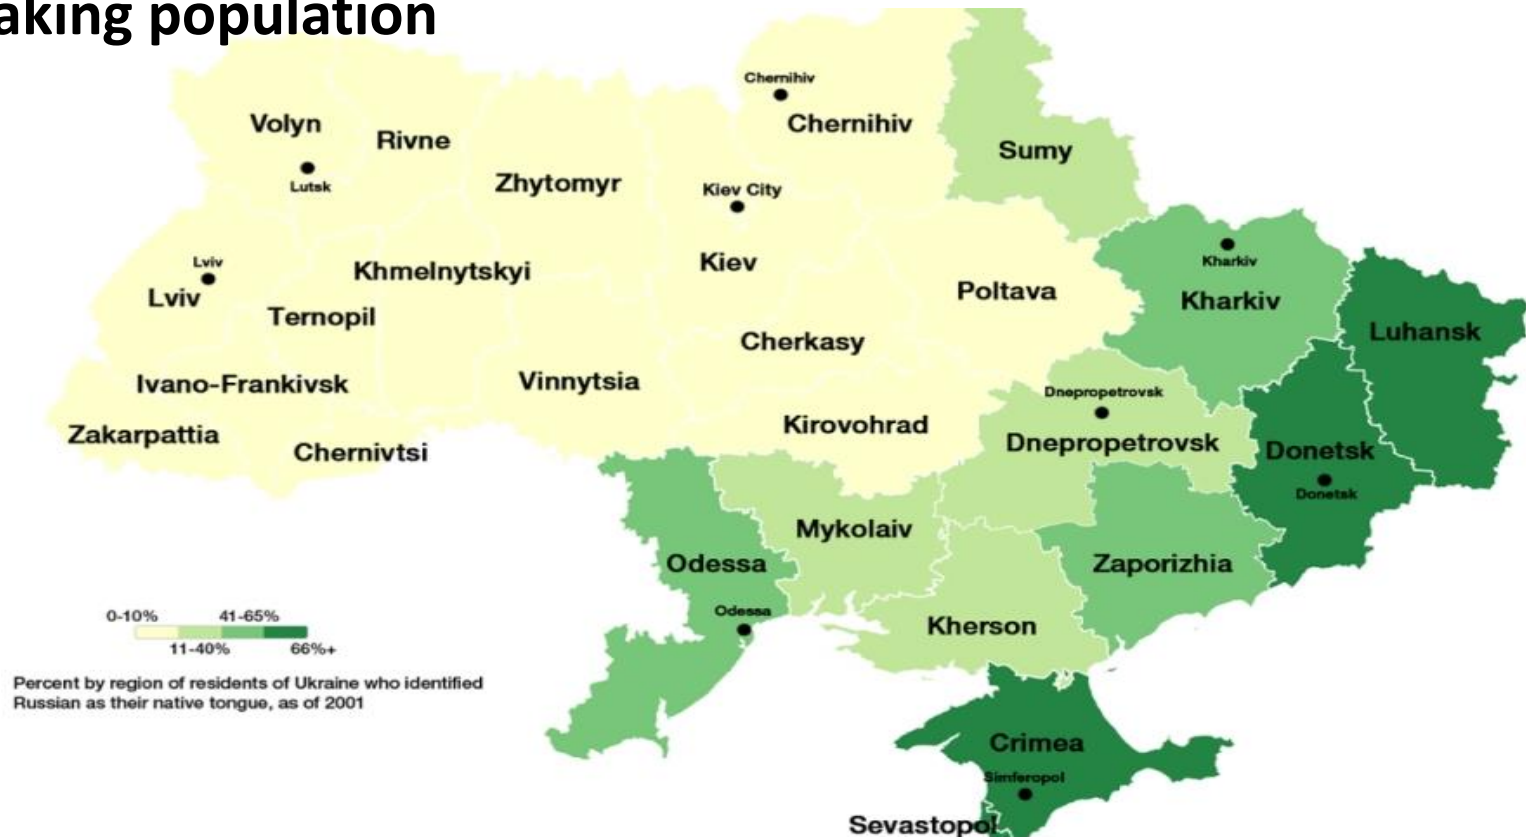 aking population
Chernihiv
Volyn
Chernihiv
Rivne
Sumy
Lutsk
Zhytomyr
Kiev City
Kharkiv
Lviv
Kiev
Khmelnytskyi
Poltava
Lviv
Kharkiv
Ternopil
Luhansk
Cherkasy
Ivano-Frankivsk
Vinnytsia
Dnepropetrovsk
Kirovohrad
Zakarpattia
Dnepropetrovsk
Chernivtsi
Donetsk
Donetsk
Mykolaiv
Odessa
Zaporizhia
Odessa
Kherson
0-10% 41-65%
11-40% 66%+
Percent by region of residents of Ukraine who identified
Russian as their native tongue, as of 2001
Crimea
Simferopol
Sevastopol